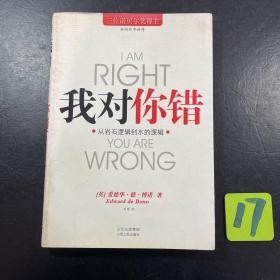 三位诺贝尔奖得主
I AM
RIGHT
我对你错
从岩石逻辑到水的逻辑
YOU ARE
WRONG
[英] 爱德华·德·博诺 著
Edward de Bono
17